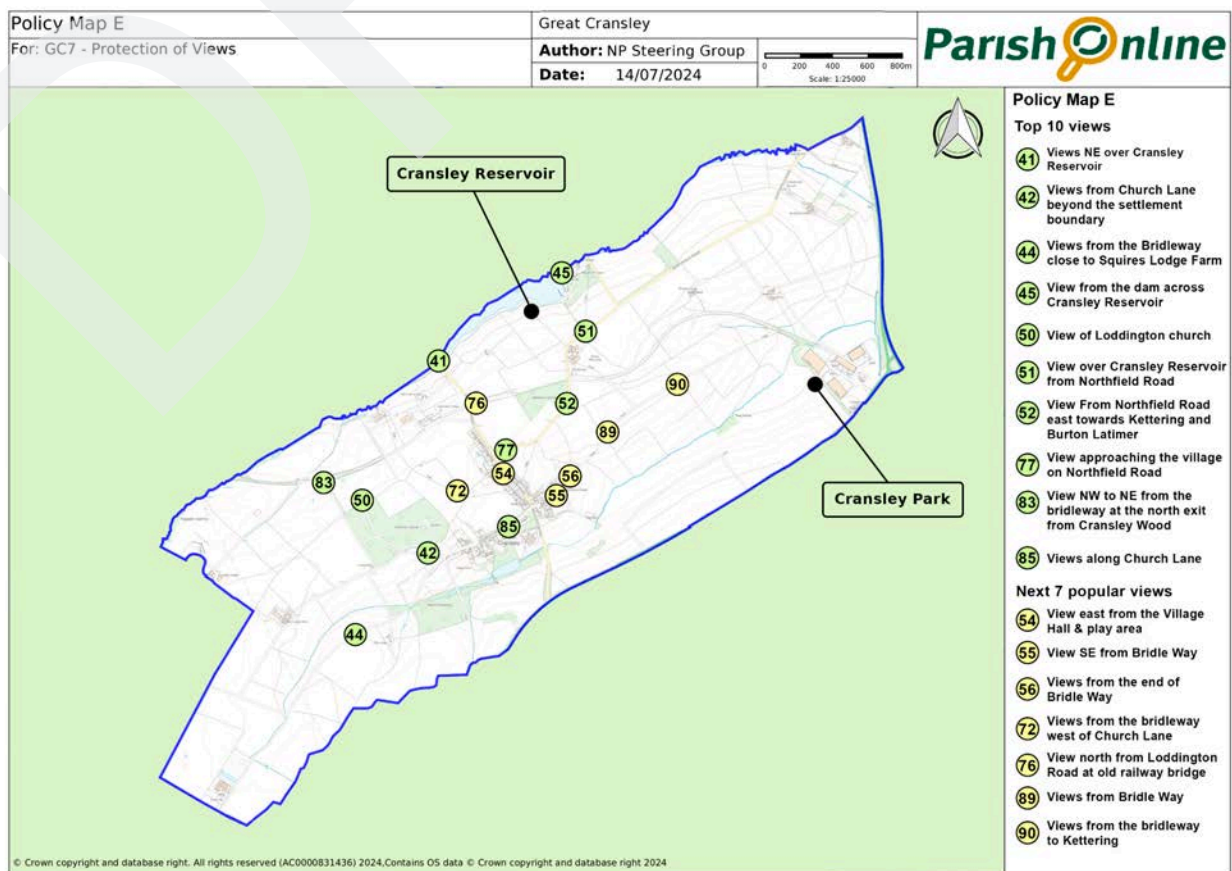 Policy Map E
For: GC7 - Protection of Views
Great Cransley
Author: NP Steering Group
Date: 14/07/2024
0 200 400 600 800m
Scale: 1:25000
Parish Online
Cransley Reservoir
Cransley Park
45
51
41
90
76
52
89
77
54
56
83
72
55
50
85
42
44
Policy Map E
Top 10 views
41 Views NE over Cransley
Reservoir
42 Views from Church Lane
beyond the settlement
boundary
44 Views from the Bridleway
close to Squires Lodge Farm
45 View from the dam across
Cransley Reservoir
50 View of Loddington church
51 View over Cransley Reservoir
from Northfield Road
52 View From Northfield Road
east towards Kettering and
Burton Latimer
77 View approaching the village
on Northfield Road
83 View NW to NE from the
bridleway at the north exit
from Cransley Wood
85 Views along Church Lane
Next 7 popular views
54 View east from the Village
Hall & play area
55 View SE from Bridle Way
56 Views from the end of
Bridle Way
72 Views from the bridleway
west of Church Lane
76 View north from Loddington
Road at old railway bridge
89 Views from Bridle Way
90 Views from the bridleway
to Kettering
© Crown copyright and database right. All rights reserved (AC0000831436) 2024,Contains OS data © Crown copyright and database right 2024